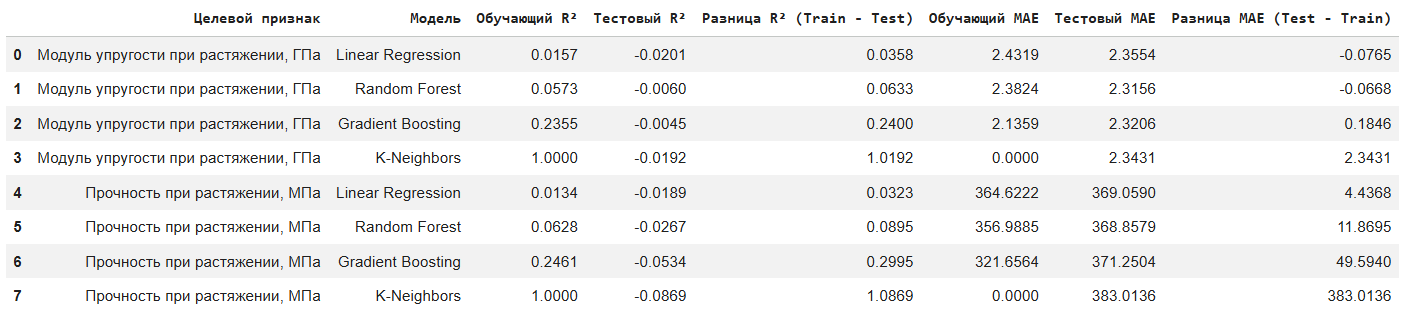 Целевой признак Модель Обучающий R² Тестовый R² Разница R² (Train - Test) Обучающий MAE Тестовый MAE Разница MAE (Test - Train)
0 Модуль упругости при растяжении, ГПа Linear Regression 0.0157 -0.0201 0.0358 2.4319 2.3554 -0.0765
1 Модуль упругости при растяжении, ГПа Random Forest 0.0573 -0.0060 0.0633 2.3824 2.3156 -0.0668
2 Модуль упругости при растяжении, ГПа Gradient Boosting 0.2355 -0.0045 0.2400 2.1359 2.3206 0.1846
3 Модуль упругости при растяжении, ГПа K-Neighbors 1.0000 -0.0192 1.0192 0.0000 2.3431 2.3431
4 Прочность при растяжении, МПа Linear Regression 0.0134 -0.0189 0.0323 364.6222 369.0590 4.4368
5 Прочность при растяжении, МПа Random Forest 0.0628 -0.0267 0.0895 356.9885 368.8579 11.8695
6 Прочность при растяжении, МПа Gradient Boosting 0.2461 -0.0534 0.2995 321.6564 371.2504 49.5940
7 Прочность при растяжении, МПа K-Neighbors 1.0000 -0.0869 1.0869 0.0000 383.0136 383.0136